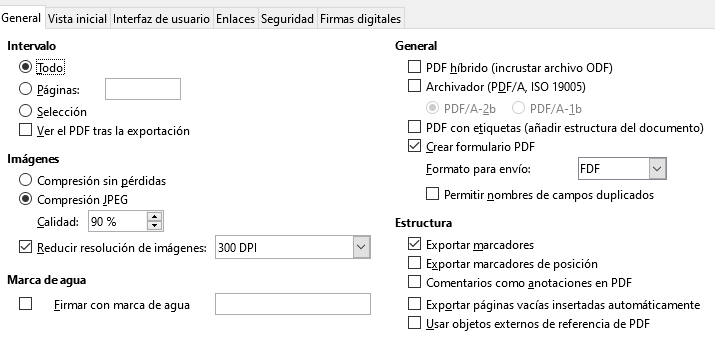 General Vista inicial Interfaz de usuario Enlaces Seguridad Firmas digitales
Intervalo
Todo
Páginas:
Selección
Ver el PDF tras la exportación
Imágenes
Compresión sin pérdidas
Compresión JPEG
Calidad: 90 %
Reducir resolución de imágenes: 300 DPI
Marca de agua
Firmar con marca de agua
General
PDF híbrido (incrustar archivo ODF)
Archivador (PDF/A, ISO 19005)
PDF/A-2b PDF/A-1b
PDF con etiquetas (añadir estructura del documento)
Crear formulario PDF
Formato para envío: FDF
Permitir nombres de campos duplicados
Estructura
Exportar marcadores
Exportar marcadores de posición
Comentarios como anotaciones en PDF
Exportar páginas vacías insertadas automáticamente
Usar objetos externos de referencia de PDF